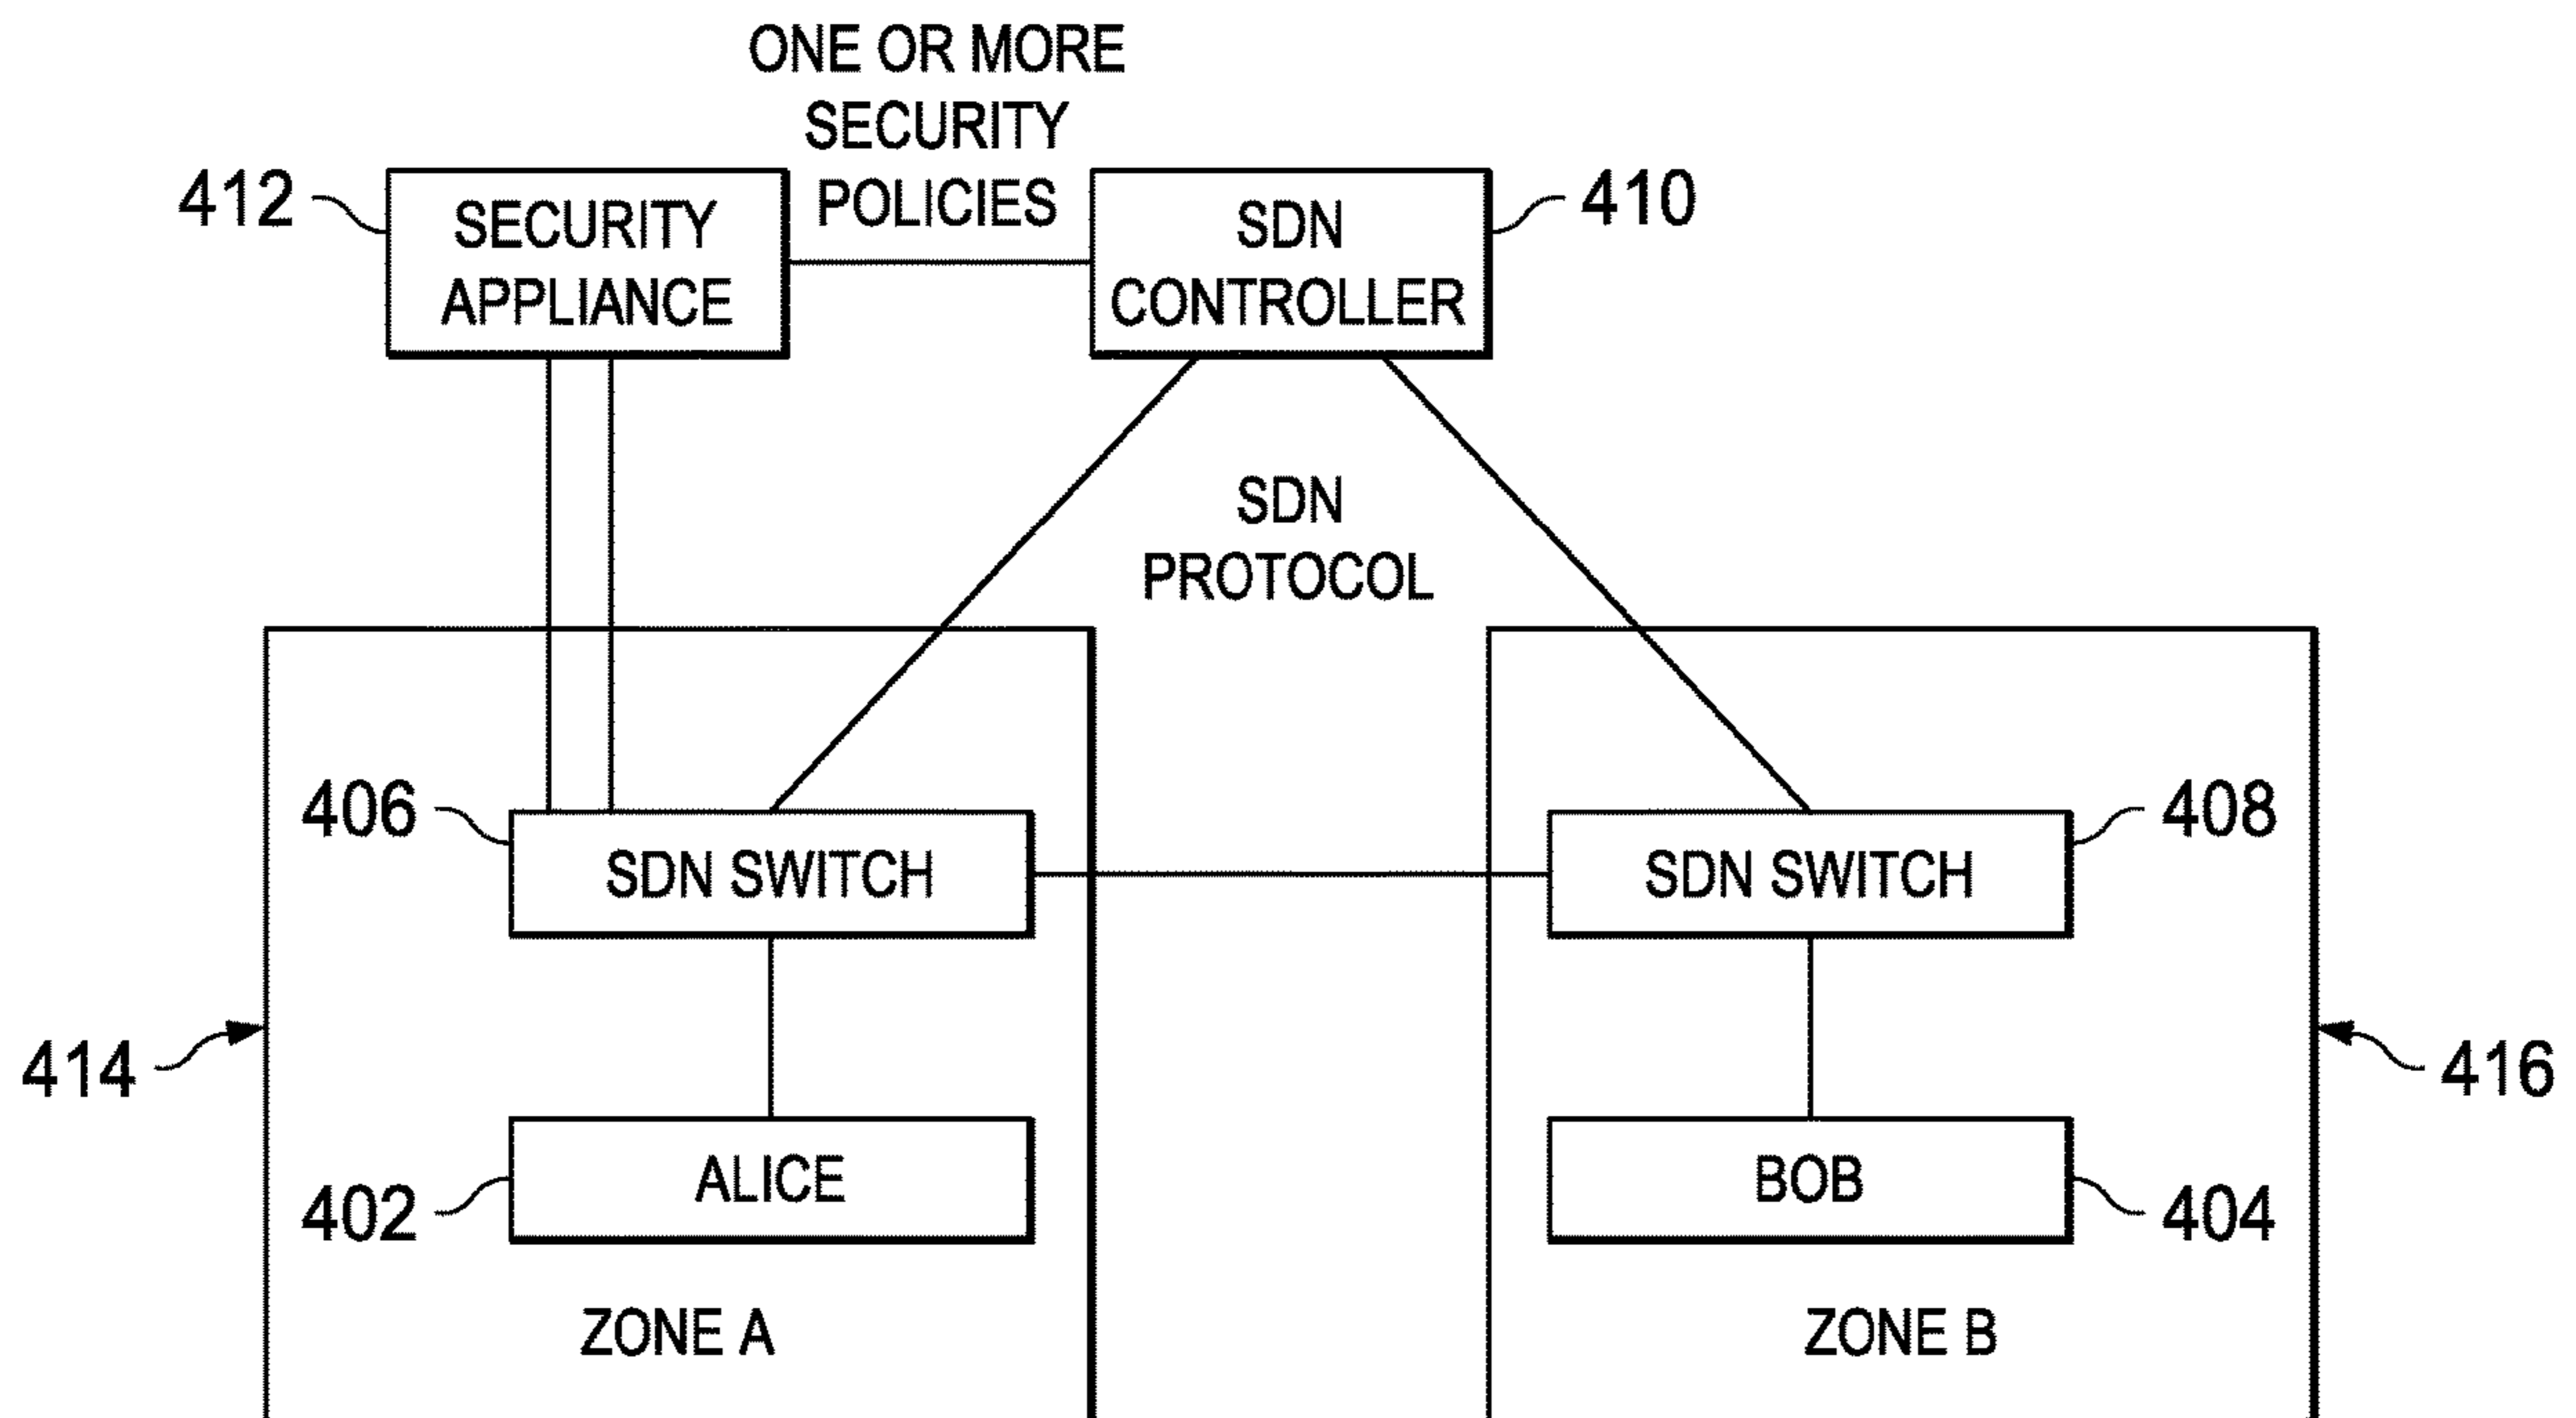 ONE OR MORE
SECURITY
POLICIES
412
SECURITY
APPLIANCE
SDN
CONTROLLER
410
SDN
PROTOCOL
406
SDN SWITCH
SDN SWITCH
408
414
416
402
ALICE
BOB
404
ZONE A
ZONE B